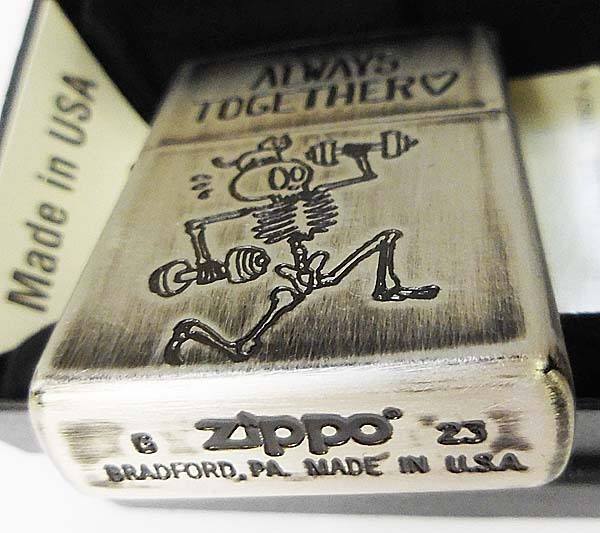 Made in USA
ALWAYS
TOGETHER♡
G zippo® 23
BRADFORD, PA. MADE IN U.S.A.